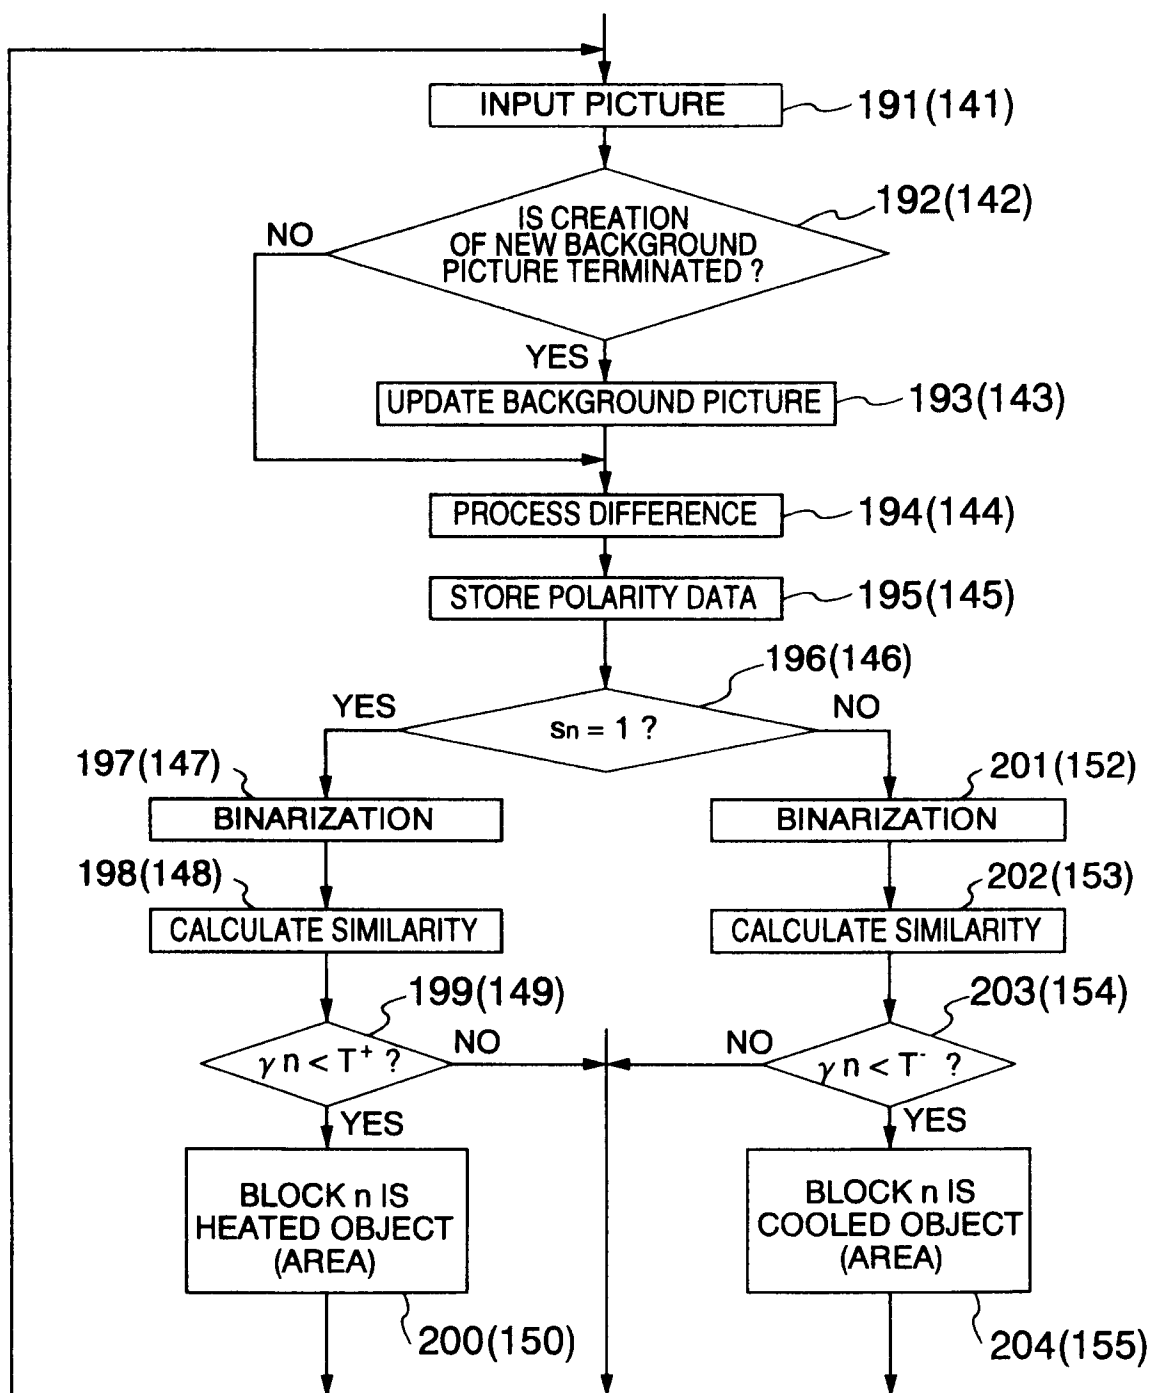 INPUT PICTURE
191(141)
IS CREATION
OF NEW BACKGROUND
PICTURE TERMINATED ?
192(142)
NO
YES
UPDATE BACKGROUND PICTURE
193(143)
PROCESS DIFFERENCE
194(144)
STORE POLARITY DATA
195(145)
196(146)
YES
sn = 1 ?
NO
197(147)
201(152)
BINARIZATION
BINARIZATION
198(148)
202(153)
CALCULATE SIMILARITY
CALCULATE SIMILARITY
199(149)
203(154)
γ n < T⁺ ?
NO
NO
γ n < T⁻ ?
YES
YES
BLOCK n IS
HEATED OBJECT
(AREA)
BLOCK n IS
COOLED OBJECT
(AREA)
200(150)
204(155)